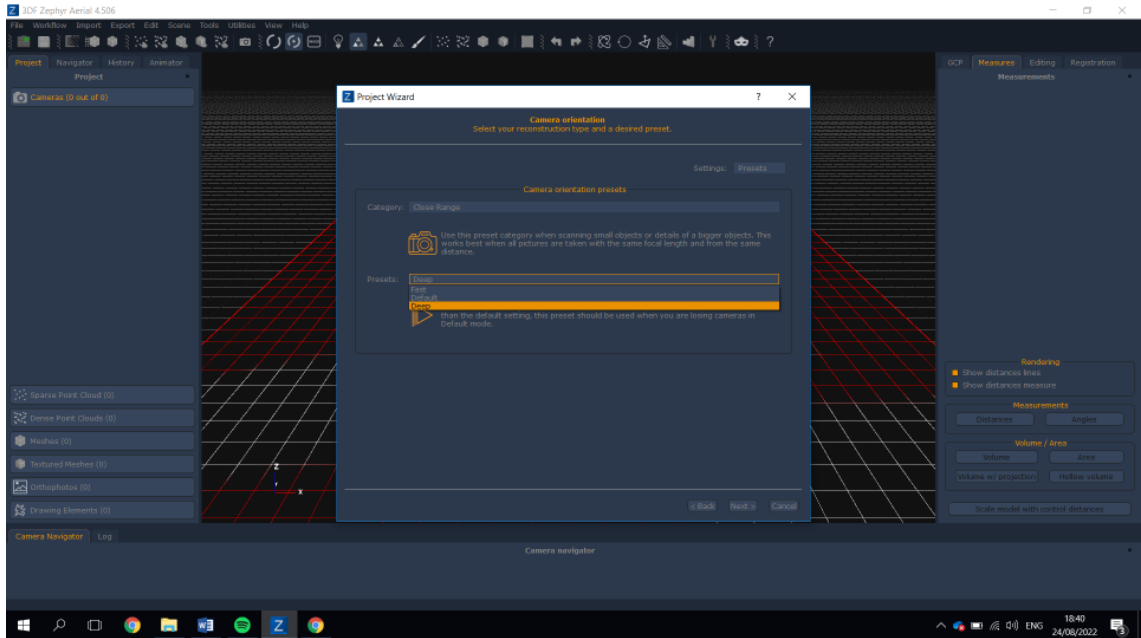 3DF Zephyr Aerial 4.506
File Workflow Import Export Edit Scene Tools Utilities View Help
Project Navigator History Animator
GCP Measures Editing Registration
Project
Measurements
Cameras (0 out of 0)
Project Wizard
Camera orientation
Select your reconstruction type and a desired preset.
Settings: Presets
Camera orientation presets
Category: Close Range
Use this preset category when scanning small objects or details of a bigger objects. This
works best when all pictures are taken with the same focal length and from the same
distance.
Presets: Deep
Fast
Default
Deep
than the default setting, this preset should be used when you are losing cameras in
Default mode.
Rendering
Show distances lines
Show distances measure
Measurements
Distances Angles
Volume / Area
Volume Area
Volume w/ projection Hollow volume
Scale model with control distances
Sparse Point Cloud (0)
Dense Point Clouds (0)
Meshes (0)
Textured Meshes (0)
Orthophotos (0)
Drawing Elements (0)
Z
Y
X
< Back Next > Cancel
Camera Navigator Log
Camera navigator
ENG
18:40
24/08/2022
3